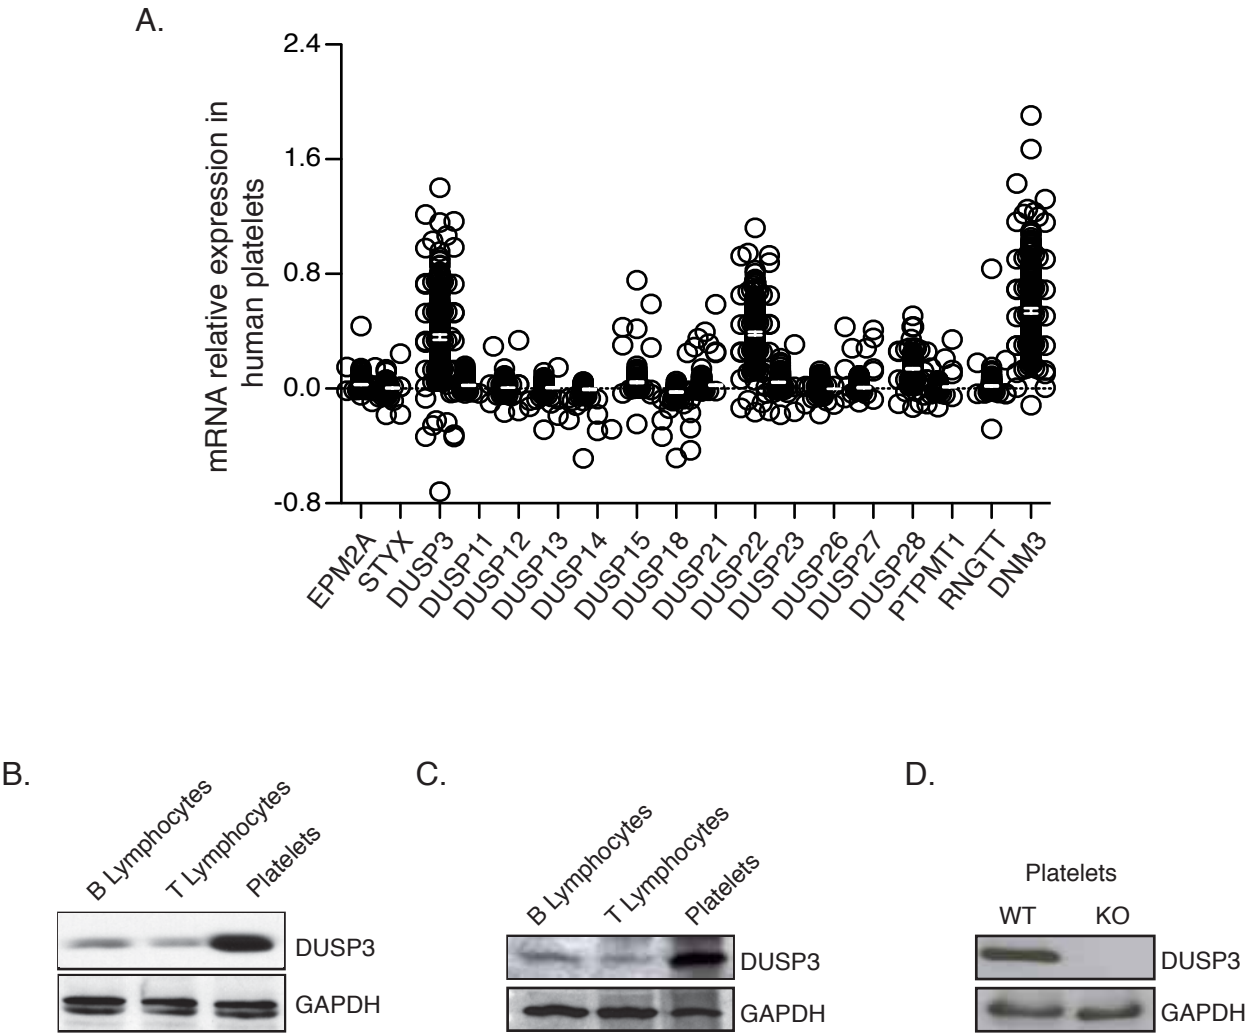 A.
2.4
1.6
0.8
0.0
-0.8
mRNA relative expression in
human platelets
EPM2A
STYX
DUSP3
DUSP11
DUSP12
DUSP13
DUSP14
DUSP15
DUSP18
DUSP21
DUSP22
DUSP23
DUSP26
DUSP27
DUSP28
PTPMT1
RNGTT
DNM3
B.
B Lymphocytes
T Lymphocytes
Platelets
DUSP3
GAPDH
C.
B Lymphocytes
T Lymphocytes
Platelets
DUSP3
GAPDH
D.
Platelets
WT KO
DUSP3
GAPDH